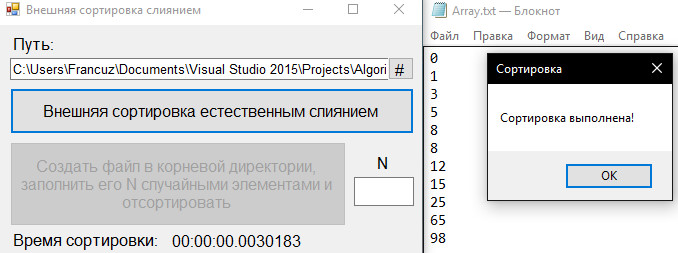 Внешняя сортировка слиянием
Путь:
C:\Users\Francuz\Documents\Visual Studio 2015\Projects\Algori
#
Внешняя сортировка естественным слиянием
Создать файл в корневой директории,
заполнить его N случайными элементами и
отсортировать
N
Время сортировки: 00:00:00.0030183
Array.txt — Блокнот
Файл Правка Формат Вид Справка
0
1
3
5
8
8
12
15
25
65
98
Сортировка
Сортировка выполнена!
OK